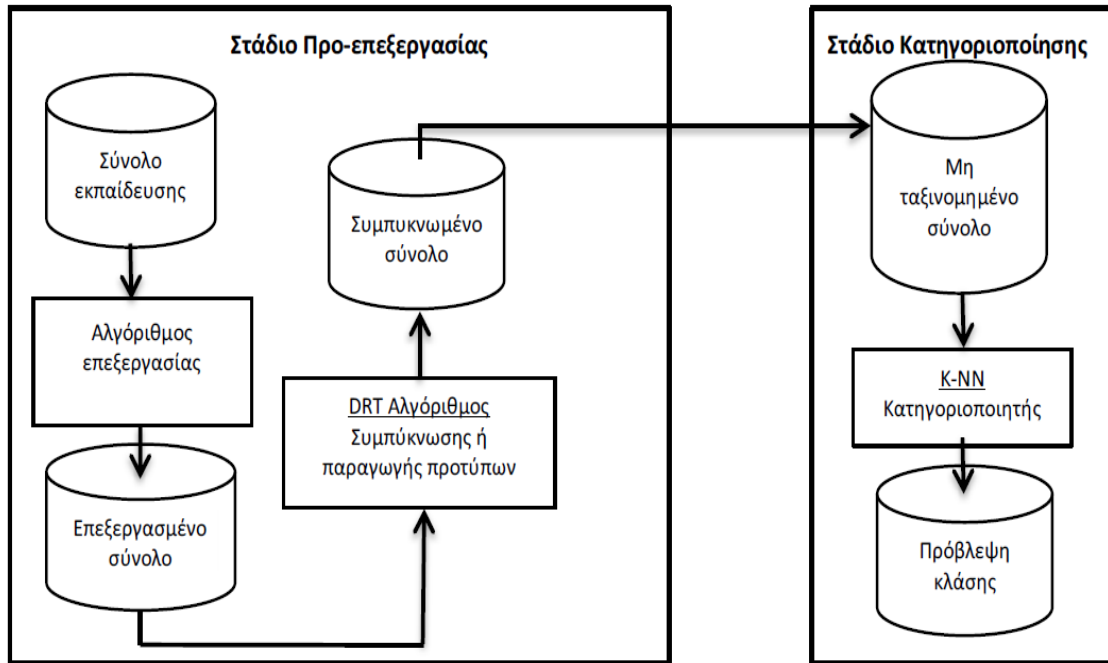 Στάδιο Προ-επεξεργασίας
Σύνολο
εκπαίδευσης
Αλγόριθμος
επεξεργασίας
Επεξεργασμένο
σύνολο
DRT Αλγόριθμος
Συμπύκνωσης ή
παραγωγής προτύπων
Συμπυκνωμένο
σύνολο
Στάδιο Κατηγοριοποίησης
Μη
ταξινομημένο
σύνολο
K-NN
Κατηγοριοποιητής
Πρόβλεψη
κλάσης